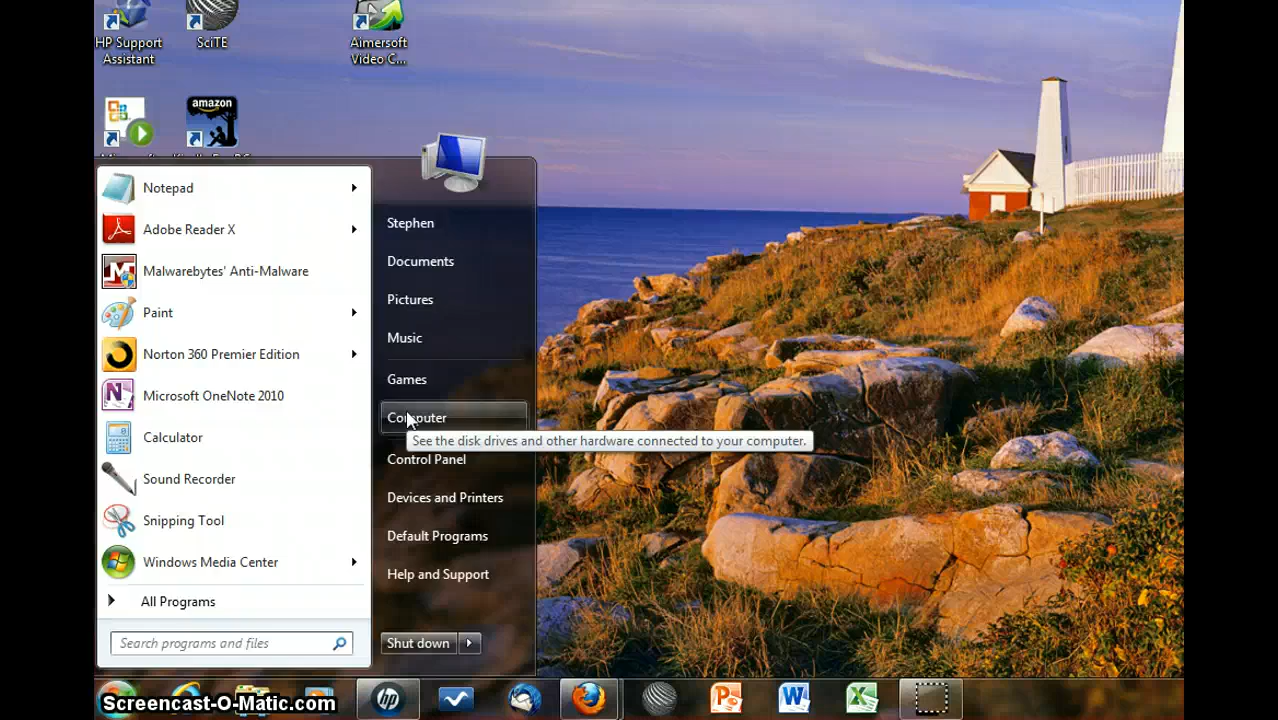 HP Support
Assistant
SciTE
Aimersoft
Video C...
amazon
Notepad
Adobe Reader X
Malwarebytes' Anti-Malware
Paint
Norton 360 Premier Edition
Microsoft OneNote 2010
Calculator
Sound Recorder
Snipping Tool
Windows Media Center
All Programs
Search programs and files
Stephen
Documents
Pictures
Music
Games
Computer
See the disk drives and other hardware connected to your computer.
Control Panel
Devices and Printers
Default Programs
Help and Support
Shut down
Screencast-O-Matic.com